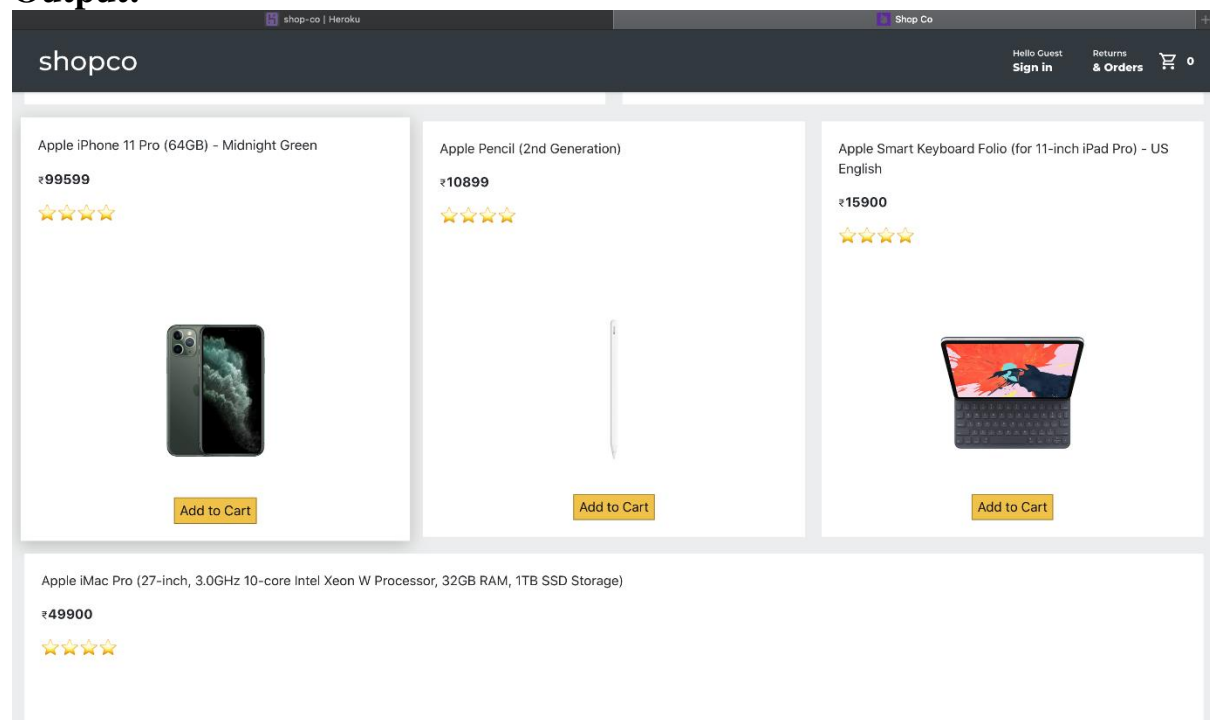 Output:
shop-co | Heroku
Shop Co
shopco
Hello Guest
Sign in
Returns
& Orders
0
Apple iPhone 11 Pro (64GB) - Midnight Green
₹99599
Add to Cart
Apple Pencil (2nd Generation)
₹10899
Add to Cart
Apple Smart Keyboard Folio (for 11-inch iPad Pro) - US
English
₹15900
Add to Cart
Apple iMac Pro (27-inch, 3.0GHz 10-core Intel Xeon W Processor, 32GB RAM, 1TB SSD Storage)
₹49900